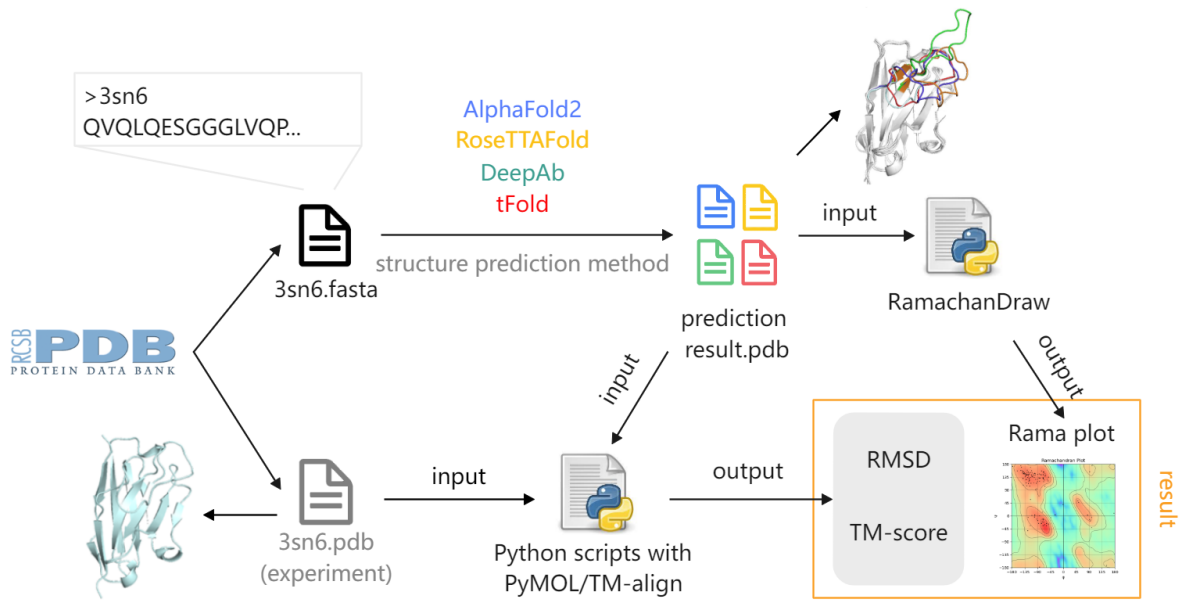 >3sn6
QVQLQESGGGLVQP...
AlphaFold2
RoseTTAFold
DeepAb
tFold
structure prediction method
3sn6.fasta
input
RamachanDraw
prediction
result.pdb
RCSB
PDB
PROTEIN DATA BANK
input
output
3sn6.pdb
(experiment)
input
Python scripts with
PyMOL/TM-align
output
RMSD
TM-score
Rama plot
Ramachandran Plot
result